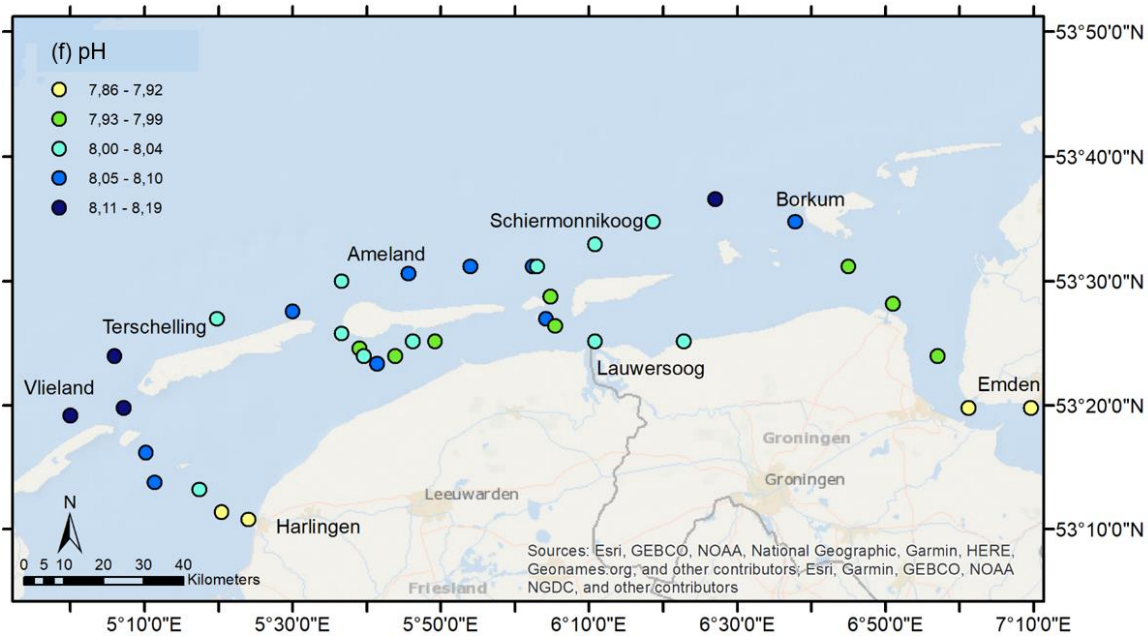 (f) pH
7,86 - 7,92
7,93 - 7,99
8,00 - 8,04
8,05 - 8,10
8,11 - 8,19
53°50'0"N
53°40'0"N
53°30'0"N
53°20'0"N
53°10'0"N
Borkum
Schiermonnikoog
Ameland
Terschelling
Lauwersoog
Vlieland
Emden
Groningen
Groningen
Leeuwarden
Harlingen
Friesland
N
0 5 10 20 30 40
Kilometers
Sources: Esri, GEBCO, NOAA, National Geographic, Garmin, HERE,
Geonames.org, and other contributors; Esri, Garmin, GEBCO, NOAA
NGDC, and other contributors
5°10'0"E 5°30'0"E 5°50'0"E 6°10'0"E 6°30'0"E 6°50'0"E 7°10'0"E